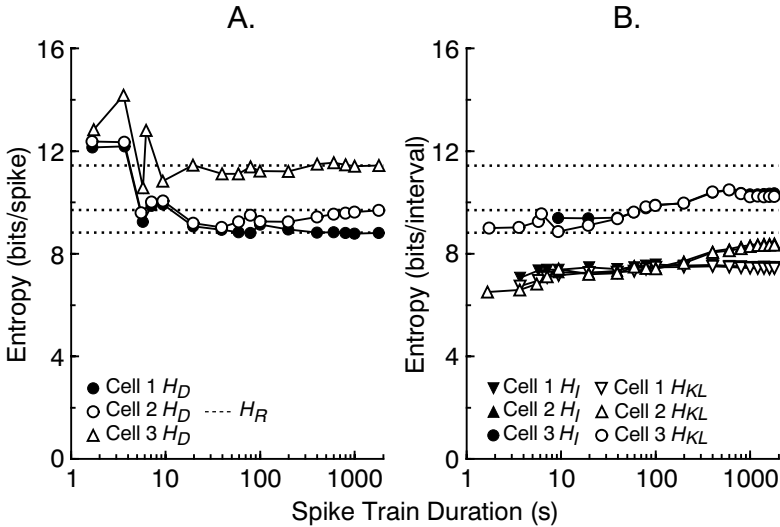 A.
B.
Entropy (bits/spike)
16
12
8
4
0
1
10
100
1000
Cell 1 H_D
Cell 2 H_D
Cell 3 H_D
H_R
Entropy (bits/interval)
16
12
8
4
0
1
10
100
1000
Cell 1 H_I
Cell 2 H_I
Cell 3 H_I
Cell 1 H_KL
Cell 2 H_KL
Cell 3 H_KL
Spike Train Duration (s)